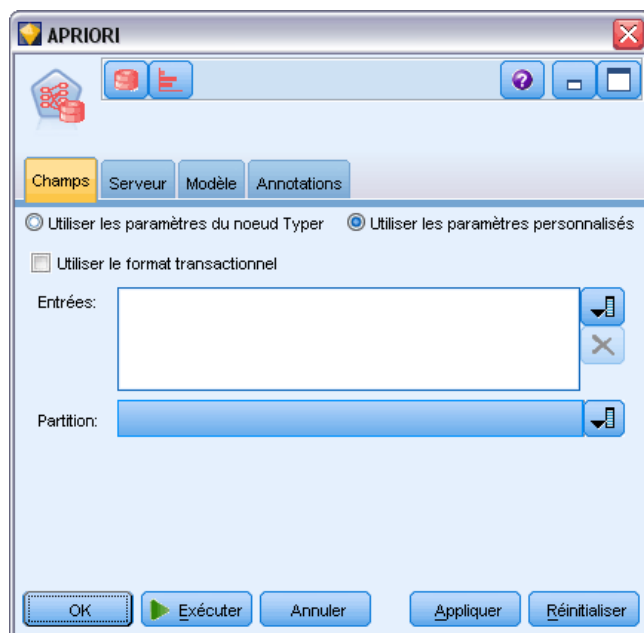 APRIORI
Champs Serveur Modèle Annotations
Utiliser les paramètres du noeud Typer Utiliser les paramètres personnalisés
Utiliser le format transactionnel
Entrées:
Partition:
OK Exécuter Annuler Appliquer Réinitialiser